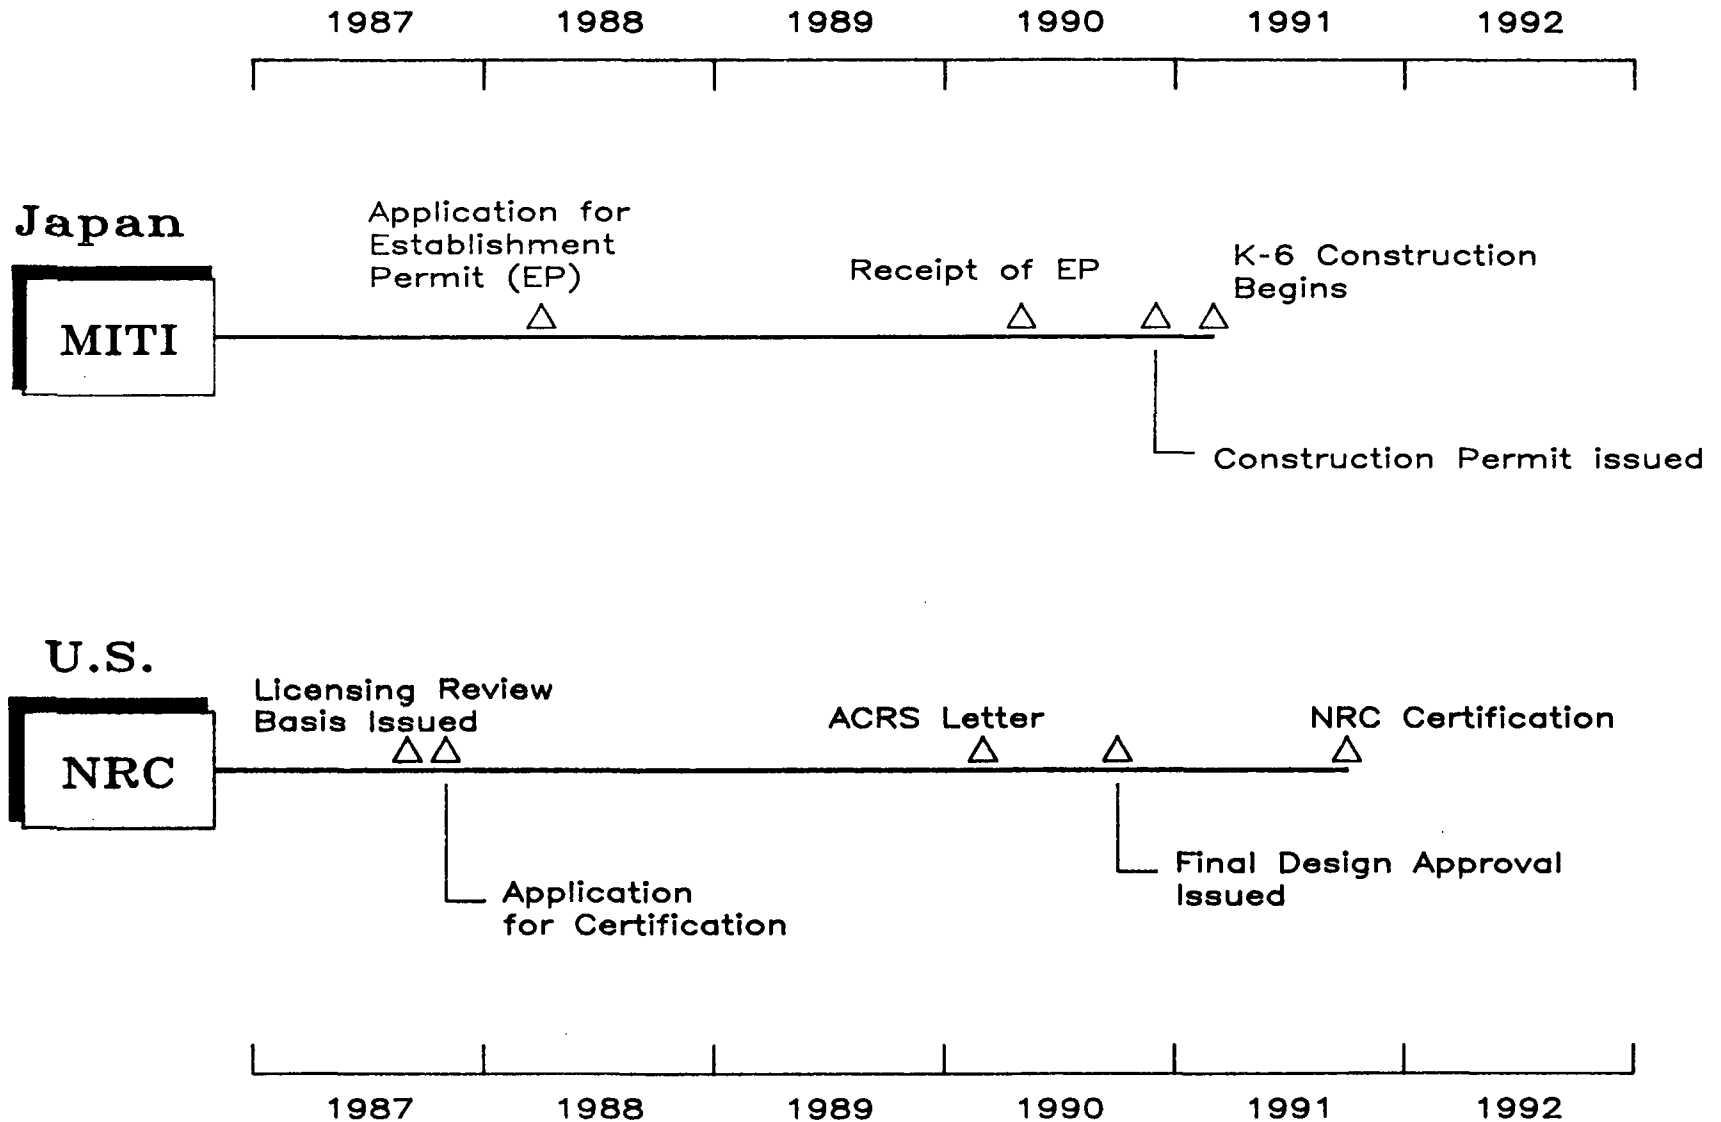 1987 1988 1989 1990 1991 1992
Japan
MITI
Application for
Establishment
Permit (EP)
Receipt of EP
K-6 Construction
Begins
Construction Permit issued
U.S.
NRC
Licensing Review
Basis Issued
ACRS Letter
NRC Certification
Application
for Certification
Final Design Approval
Issued
1987 1988 1989 1990 1991 1992